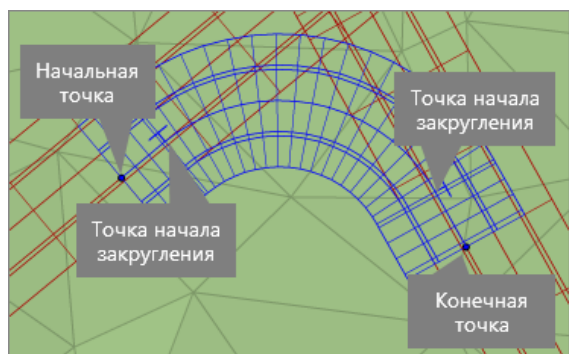 Начальная
точка
Точка начала
закругления
Точка начала
закругления
Конечная
точка